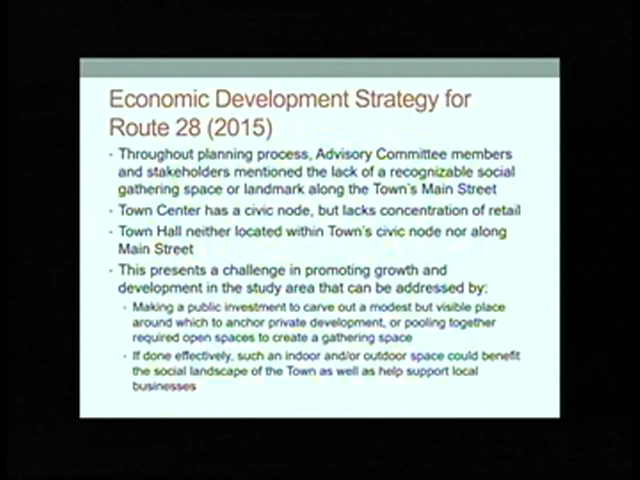 Economic Development Strategy for
Route 28 (2015)
· Throughout planning process, Advisory Committee members
and stakeholders mentioned the lack of a recognizable social
gathering space or landmark along the Town's Main Street
· Town Center has a civic node, but lacks concentration of retail
· Town Hall neither located within Town's civic node nor along
Main Street
· This presents a challenge in promoting growth and
development in the study area that can be addressed by:
· Making a public investment to carve out a modest but visible place
around which to anchor private development, or pooling together
required open spaces to create a gathering space
· If done effectively, such an indoor and/or outdoor space could benefit
the social landscape of the Town as well as help support local
businesses